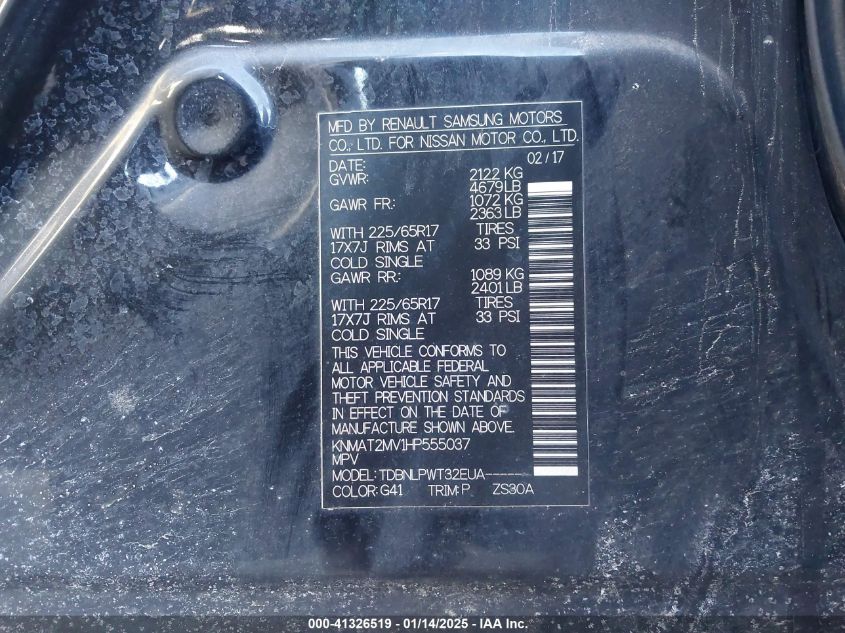 MFD BY RENAULT SAMSUNG MOTORS
CO., LTD. FOR NISSAN MOTOR CO., LTD.
DATE: 02/17
GVWR: 2122 KG
4679 LB
GAWR FR: 1072 KG
2363 LB
WITH 225/65R17 TIRES
17X7J RIMS AT 33 PSI
COLD SINGLE
GAWR RR: 1089 KG
2401 LB
WITH 225/65R17 TIRES
17X7J RIMS AT 33 PSI
COLD SINGLE
THIS VEHICLE CONFORMS TO
ALL APPLICABLE FEDERAL
MOTOR VEHICLE SAFETY AND
THEFT PREVENTION STANDARDS
IN EFFECT ON THE DATE OF
MANUFACTURE SHOWN ABOVE.
KNMAT2MV1HP555037
MPV
MODEL: TDBNLPWT32EUA-----
COLOR: G41 TRIM: P ZS30A
000-41326519 - 01/14/2025 - IAA Inc.